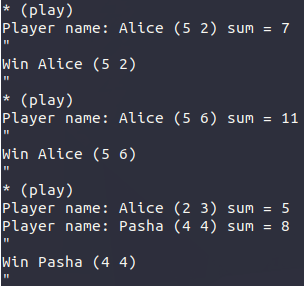 * (play)
Player name: Alice (5 2) sum = 7
"
Win Alice (5 2)
"
* (play)
Player name: Alice (5 6) sum = 11
"
Win Alice (5 6)
"
* (play)
Player name: Alice (2 3) sum = 5
Player name: Pasha (4 4) sum = 8
"
Win Pasha (4 4)
"